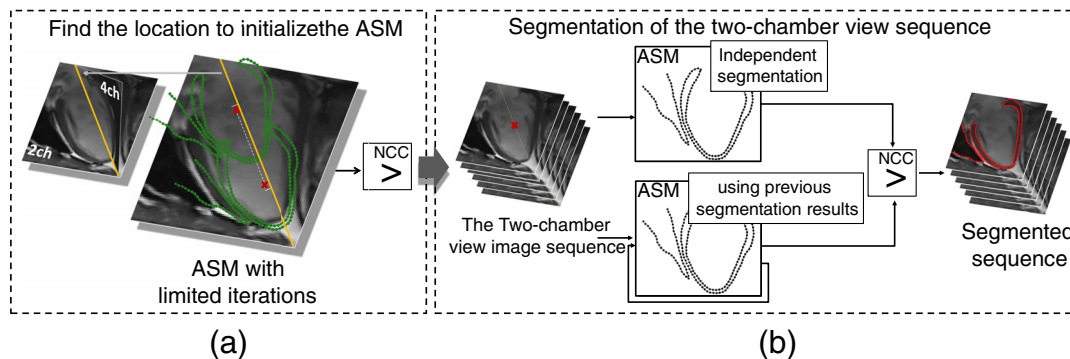 Find the location to initializethe ASM
4ch
2ch
NCC
>
ASM with
limited iterations
(a)
Segmentation of the two-chamber view sequence
ASM
Independent
segmentation
The Two-chamber
view image sequence
ASM
using previous
segmentation results
NCC
>
Segmented
sequence
(b)